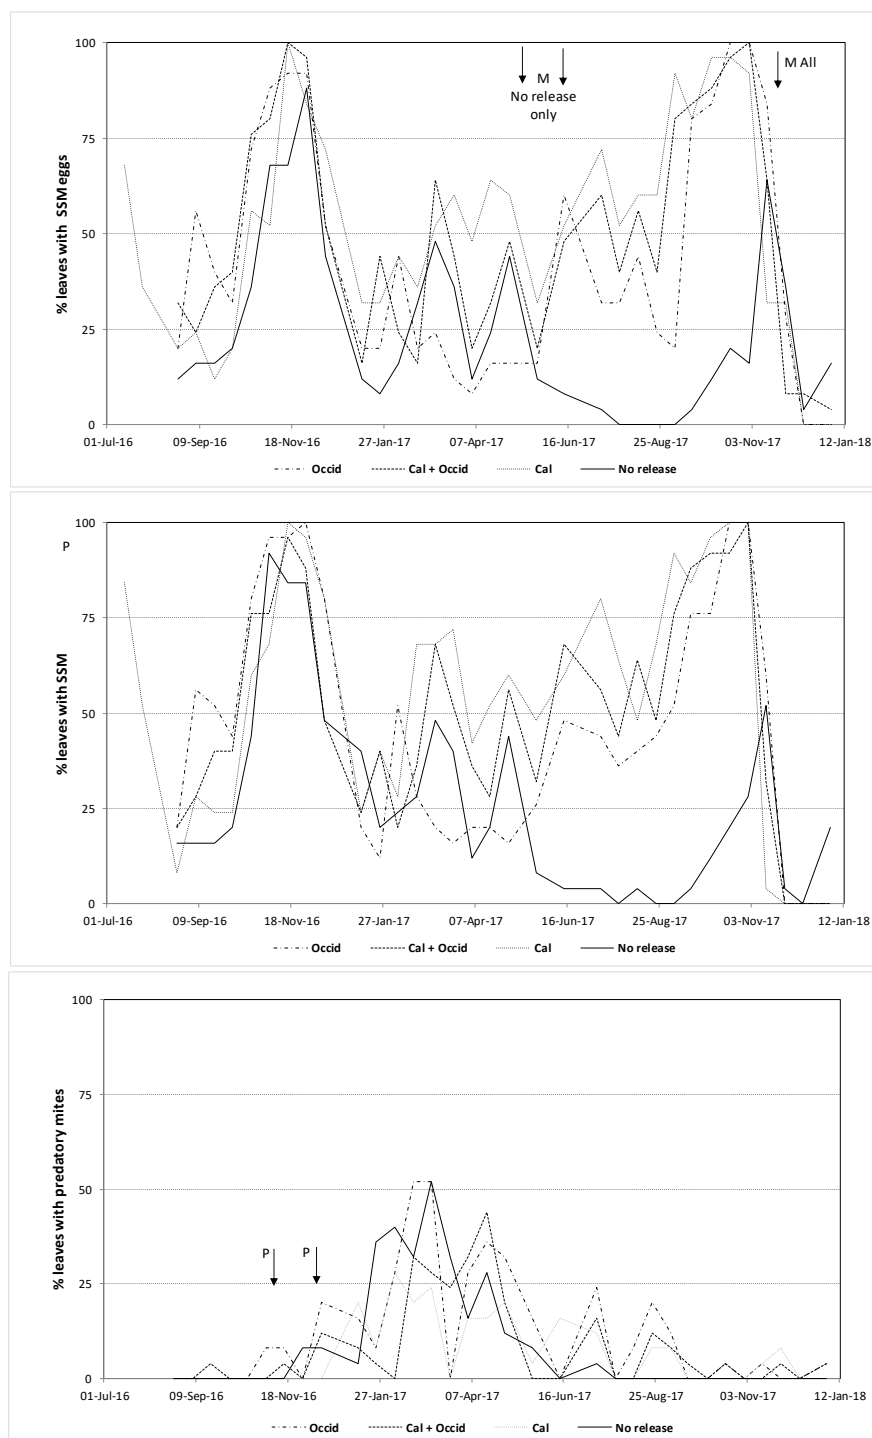 100
M All
M
No release
only
75
% leaves with SSM eggs
50
25
0
01-Jul-16 09-Sep-16 18-Nov-16 27-Jan-17 07-Apr-17 16-Jun-17 25-Aug-17 03-Nov-17 12-Jan-18
Occid Cal + Occid Cal No release
100
P
75
% leaves with SSM
50
25
0
01-Jul-16 09-Sep-16 18-Nov-16 27-Jan-17 07-Apr-17 16-Jun-17 25-Aug-17 03-Nov-17 12-Jan-18
Occid Cal + Occid Cal No release
100
75
% leaves with predatory mites
50
P P
25
0
01-Jul-16 09-Sep-16 18-Nov-16 27-Jan-17 07-Apr-17 16-Jun-17 25-Aug-17 03-Nov-17 12-Jan-18
Occid Cal + Occid Cal No release